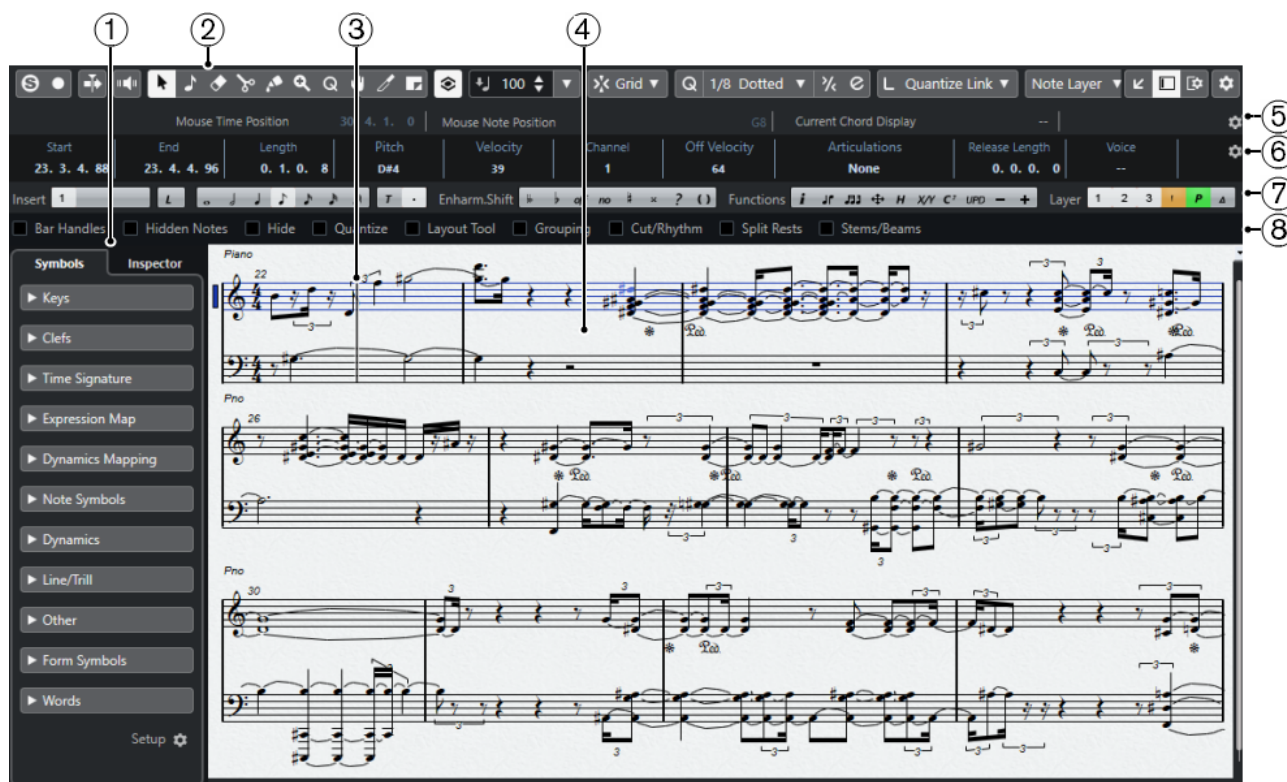 1 2 3 4
S 100 Grid Q 1/8 Dotted L Quantize Link Note Layer
Mouse Time Position 30. 4. 1. 0 Mouse Note Position G8 Current Chord Display -- 5
Start End Length Pitch Velocity Channel Off Velocity Articulations Release Length Voice 6
23. 3. 4. 88 23. 4. 4. 96 0. 1. 0. 8 D#4 39 1 64 None 0. 0. 0. 0 --
Insert 1 L T . Enharm.Shift no ? ( ) Functions i H X/Y C7 UPD – + Layer 1 2 3 P 7
Bar Handles Hidden Notes Hide Quantize Layout Tool Grouping Cut/Rhythm Split Rests Stems/Beams 8
Symbols Inspector
Keys
Clefs
Time Signature
Expression Map
Dynamics Mapping
Note Symbols
Dynamics
Line/Trill
Other
Form Symbols
Words
Setup
Piano
22
Pno
26
Pno
30